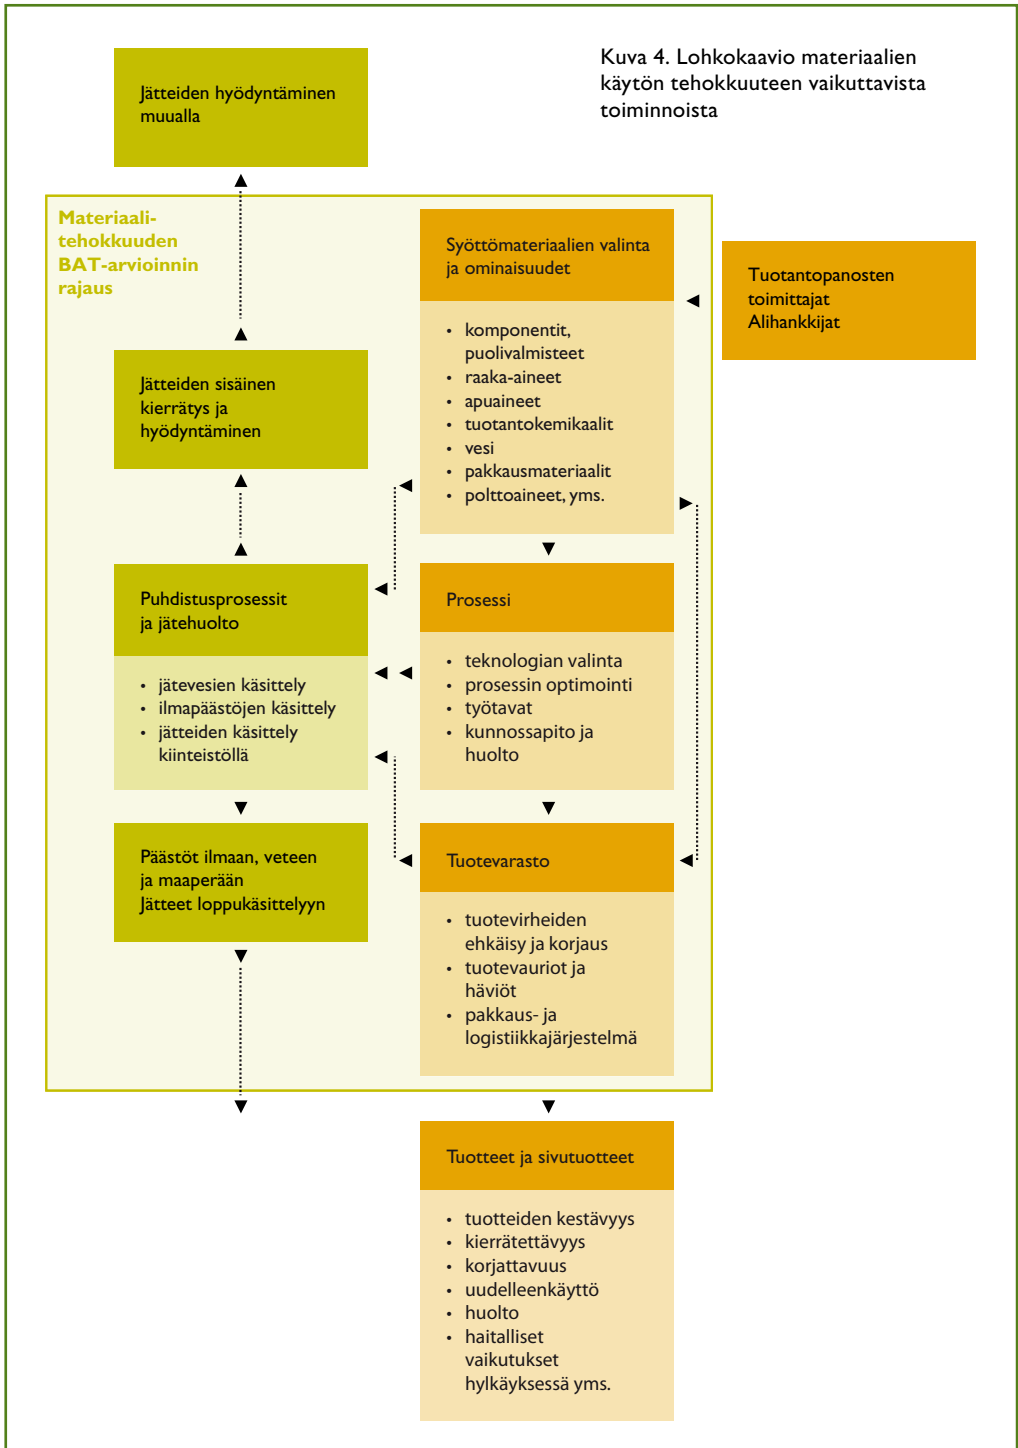 Kuva 4. Lohkokaavio materiaalien
käytön tehokkuuteen vaikuttavista
toiminnoista
Jätteiden hyödyntäminen
muualla
Materiaali-
tehokkuuden
BAT-arvioinnin
rajaus
Syöttömateriaalien valinta
ja ominaisuudet
• komponentit,
puolivalmisteet
• raaka-aineet
• apuaineet
• tuotantokemikaalit
• vesi
• pakkausmateriaalit
• polttoaineet, yms.
Tuotantopanosten
toimittajat
Alihankkijat
Jätteiden sisäinen
kierrätys ja
hyödyntäminen
Puhdistusprosessit
ja jätehuolto
• jätevesien käsittely
• ilmapäästöjen käsittely
• jätteiden käsittely
kiinteistöllä
Prosessi
• teknologian valinta
• prosessin optimointi
• työtavat
• kunnossapito ja
huolto
Päästöt ilmaan, veteen
ja maaperään
Jätteet loppukäsittelyyn
Tuotevarasto
• tuotevirheiden
ehkäisy ja korjaus
• tuotevauriot ja
häviöt
• pakkaus- ja
logistiikkajärjestelmä
Tuotteet ja sivutuotteet
• tuotteiden kestävyys
• kierrätettävyys
• korjattavuus
• uudelleenkäyttö
• huolto
• haitalliset
vaikutukset
hylkäyksessä yms.